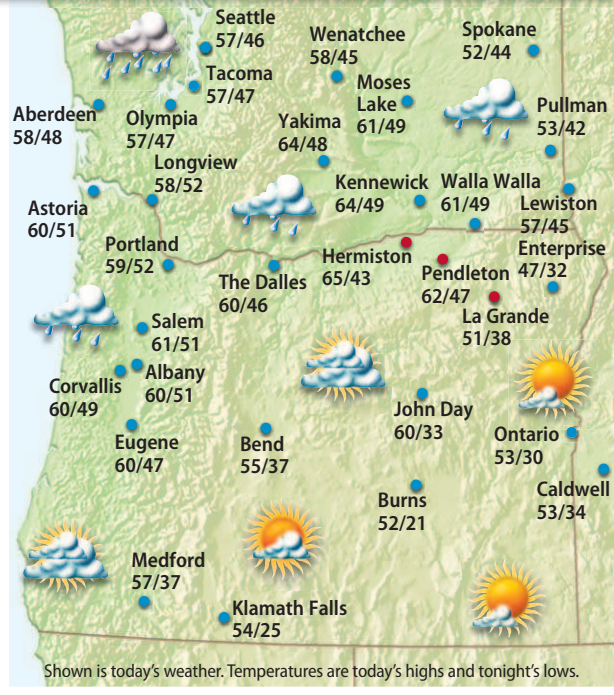 Seattle
57/46
Wenatchee
58/45
Spokane
52/44
Tacoma
57/47
Moses
Lake
61/49
Aberdeen
58/48
Olympia
57/47
Yakima
64/48
Pullman
53/42
Longview
58/52
Kennewick
64/49
Walla Walla
61/49
Lewiston
57/45
Astoria
60/51
Portland
59/52
The Dalles
60/46
Hermiston
65/43
Pendleton
62/47
Enterprise
47/32
La Grande
51/38
Salem
61/51
Albany
60/51
Corvallis
60/49
John Day
60/33
Ontario
53/30
Eugene
60/47
Bend
55/37
Burns
52/21
Caldwell
53/34
Medford
57/37
Klamath Falls
54/25
Shown is today's weather. Temperatures are today's highs and tonight's lows.